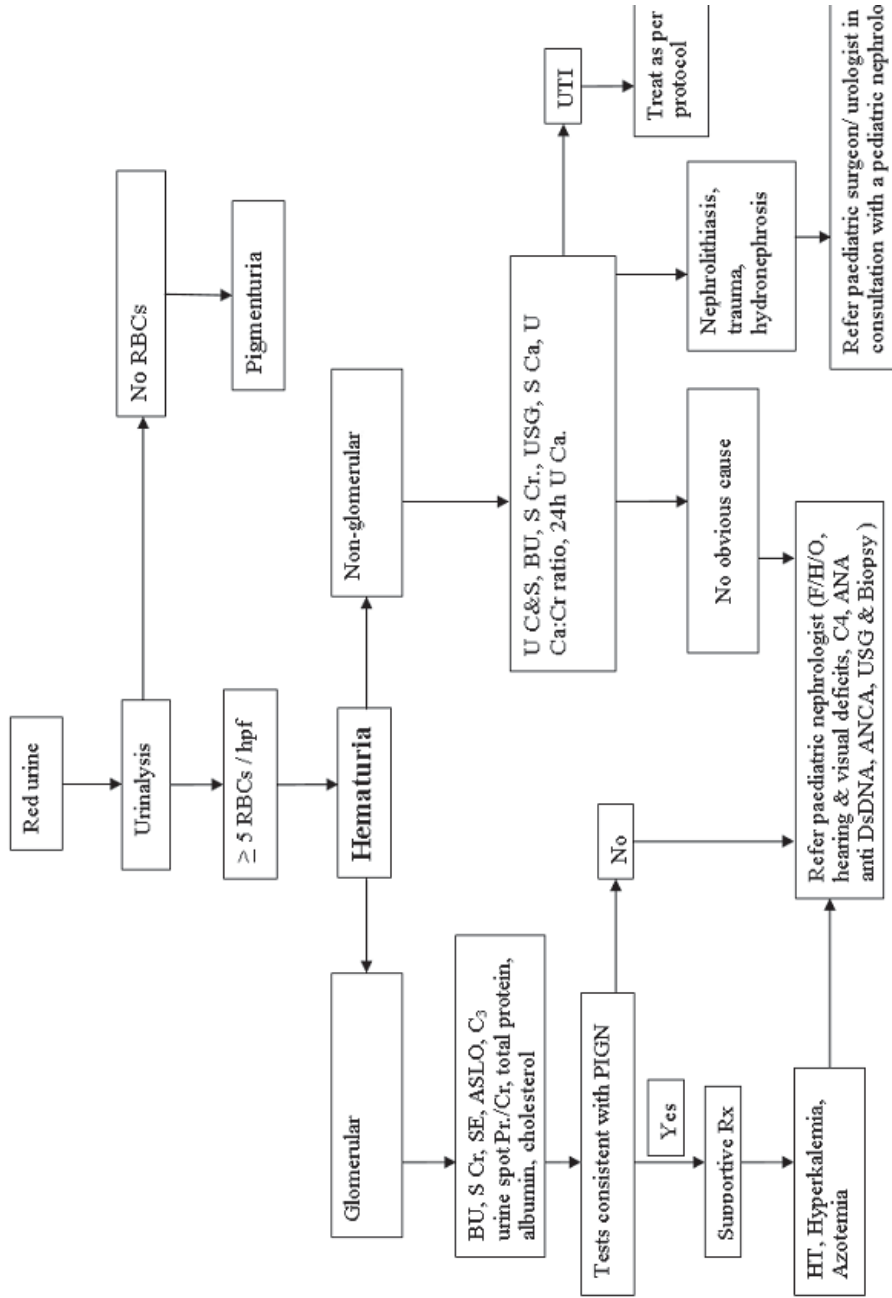 Red urine
Urinalysis
No RBCs
≥ 5 RBCs / hpf
Pigmenturia
Hematuria
Glomerular
Non-glomerular
BU, S Cr, SE, ASLO, C3
urine spot Pr./Cr, total protein,
albumin, cholesterol
U C&S, BU, S Cr., USG, S Ca, U
Ca:Cr ratio, 24h U Ca.
UTI
Tests consistent with PIGN
No
Yes
Treat as per
protocol
No obvious cause
Nephrolithiasis,
trauma,
hydronephrosis
Supportive Rx
HT, Hyperkalemia,
Azotemia
Refer paediatric nephrologist (F/H/O,
hearing & visual deficits, C4, ANA
anti DsDNA, ANCA, USG & Biopsy )
Refer paediatric surgeon/ urologist in
consultation with a pediatric nephrolo